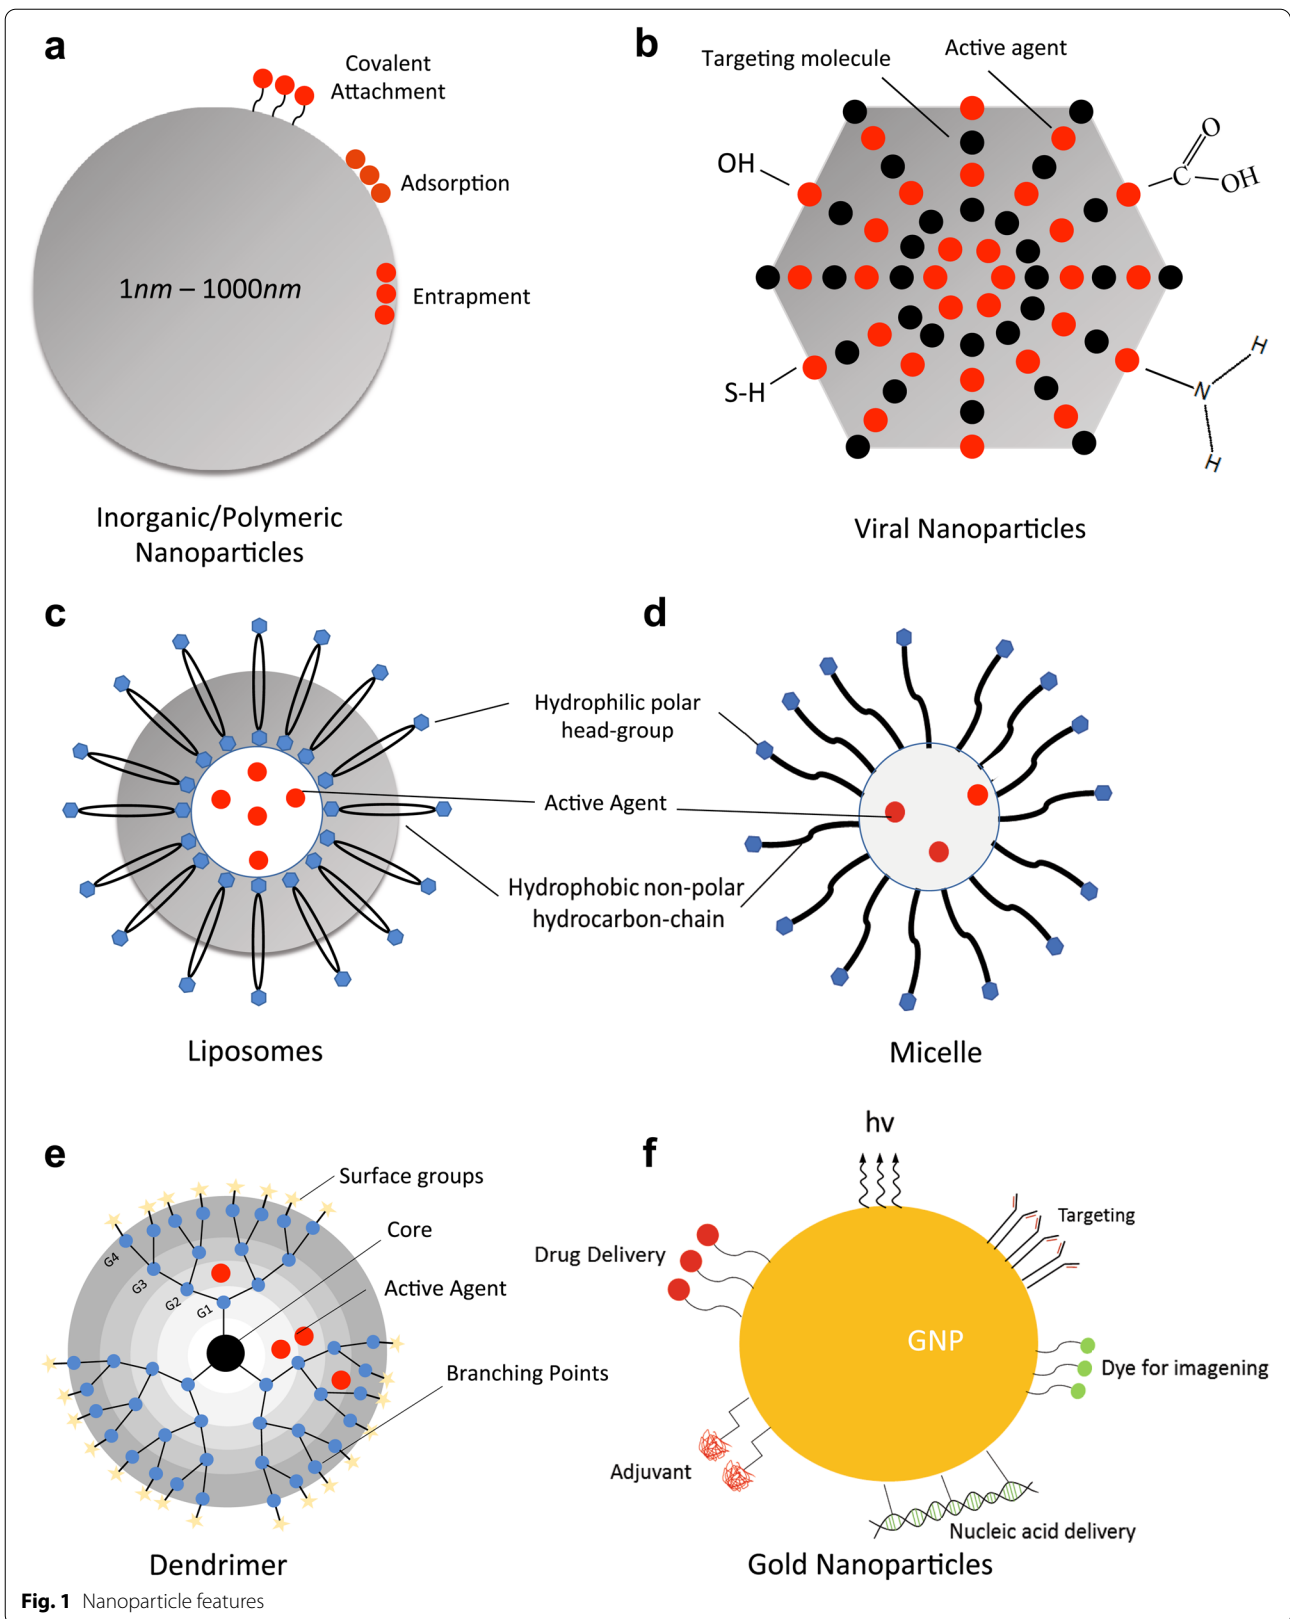 a
Covalent
Attachment
Adsorption
1nm – 1000nm
Entrapment
Inorganic/Polymeric
Nanoparticles
b
Targeting molecule
Active agent
OH
O
C
OH
S-H
N
H
H
Viral Nanoparticles
c
d
Hydrophilic polar
head-group
Active Agent
Hydrophobic non-polar
hydrocarbon-chain
Liposomes
Micelle
e
Surface groups
Core
Active Agent
Branching Points
G4
G3
G2
G1
Dendrimer
f
hv
Targeting
Drug Delivery
GNP
Dye for imagening
Adjuvant
Nucleic acid delivery
Gold Nanoparticles
Fig. 1 Nanoparticle features